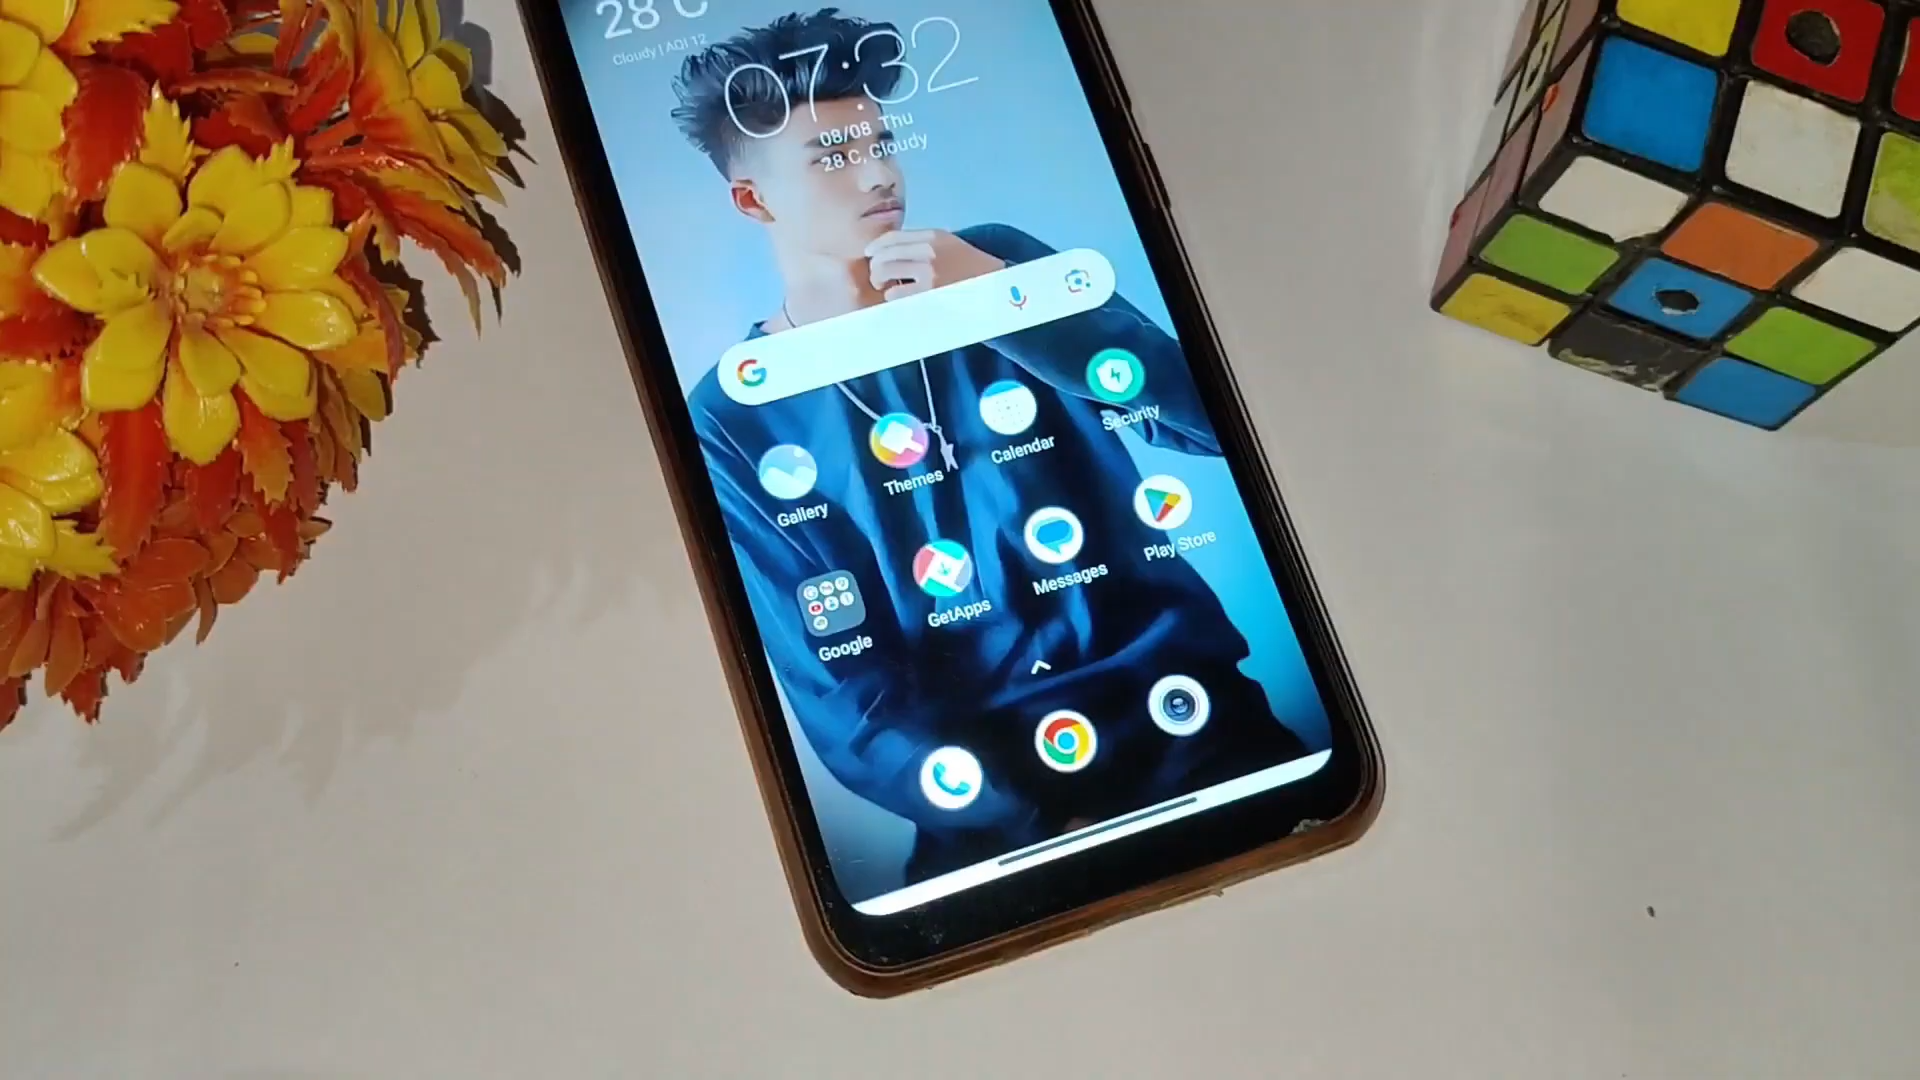 28°C
Cloudy | AQI 12
07:32
08/08 Thu
28 C, Cloudy
Gallery
Themes
Calendar
Security
Google
GetApps
Messages
Play Store